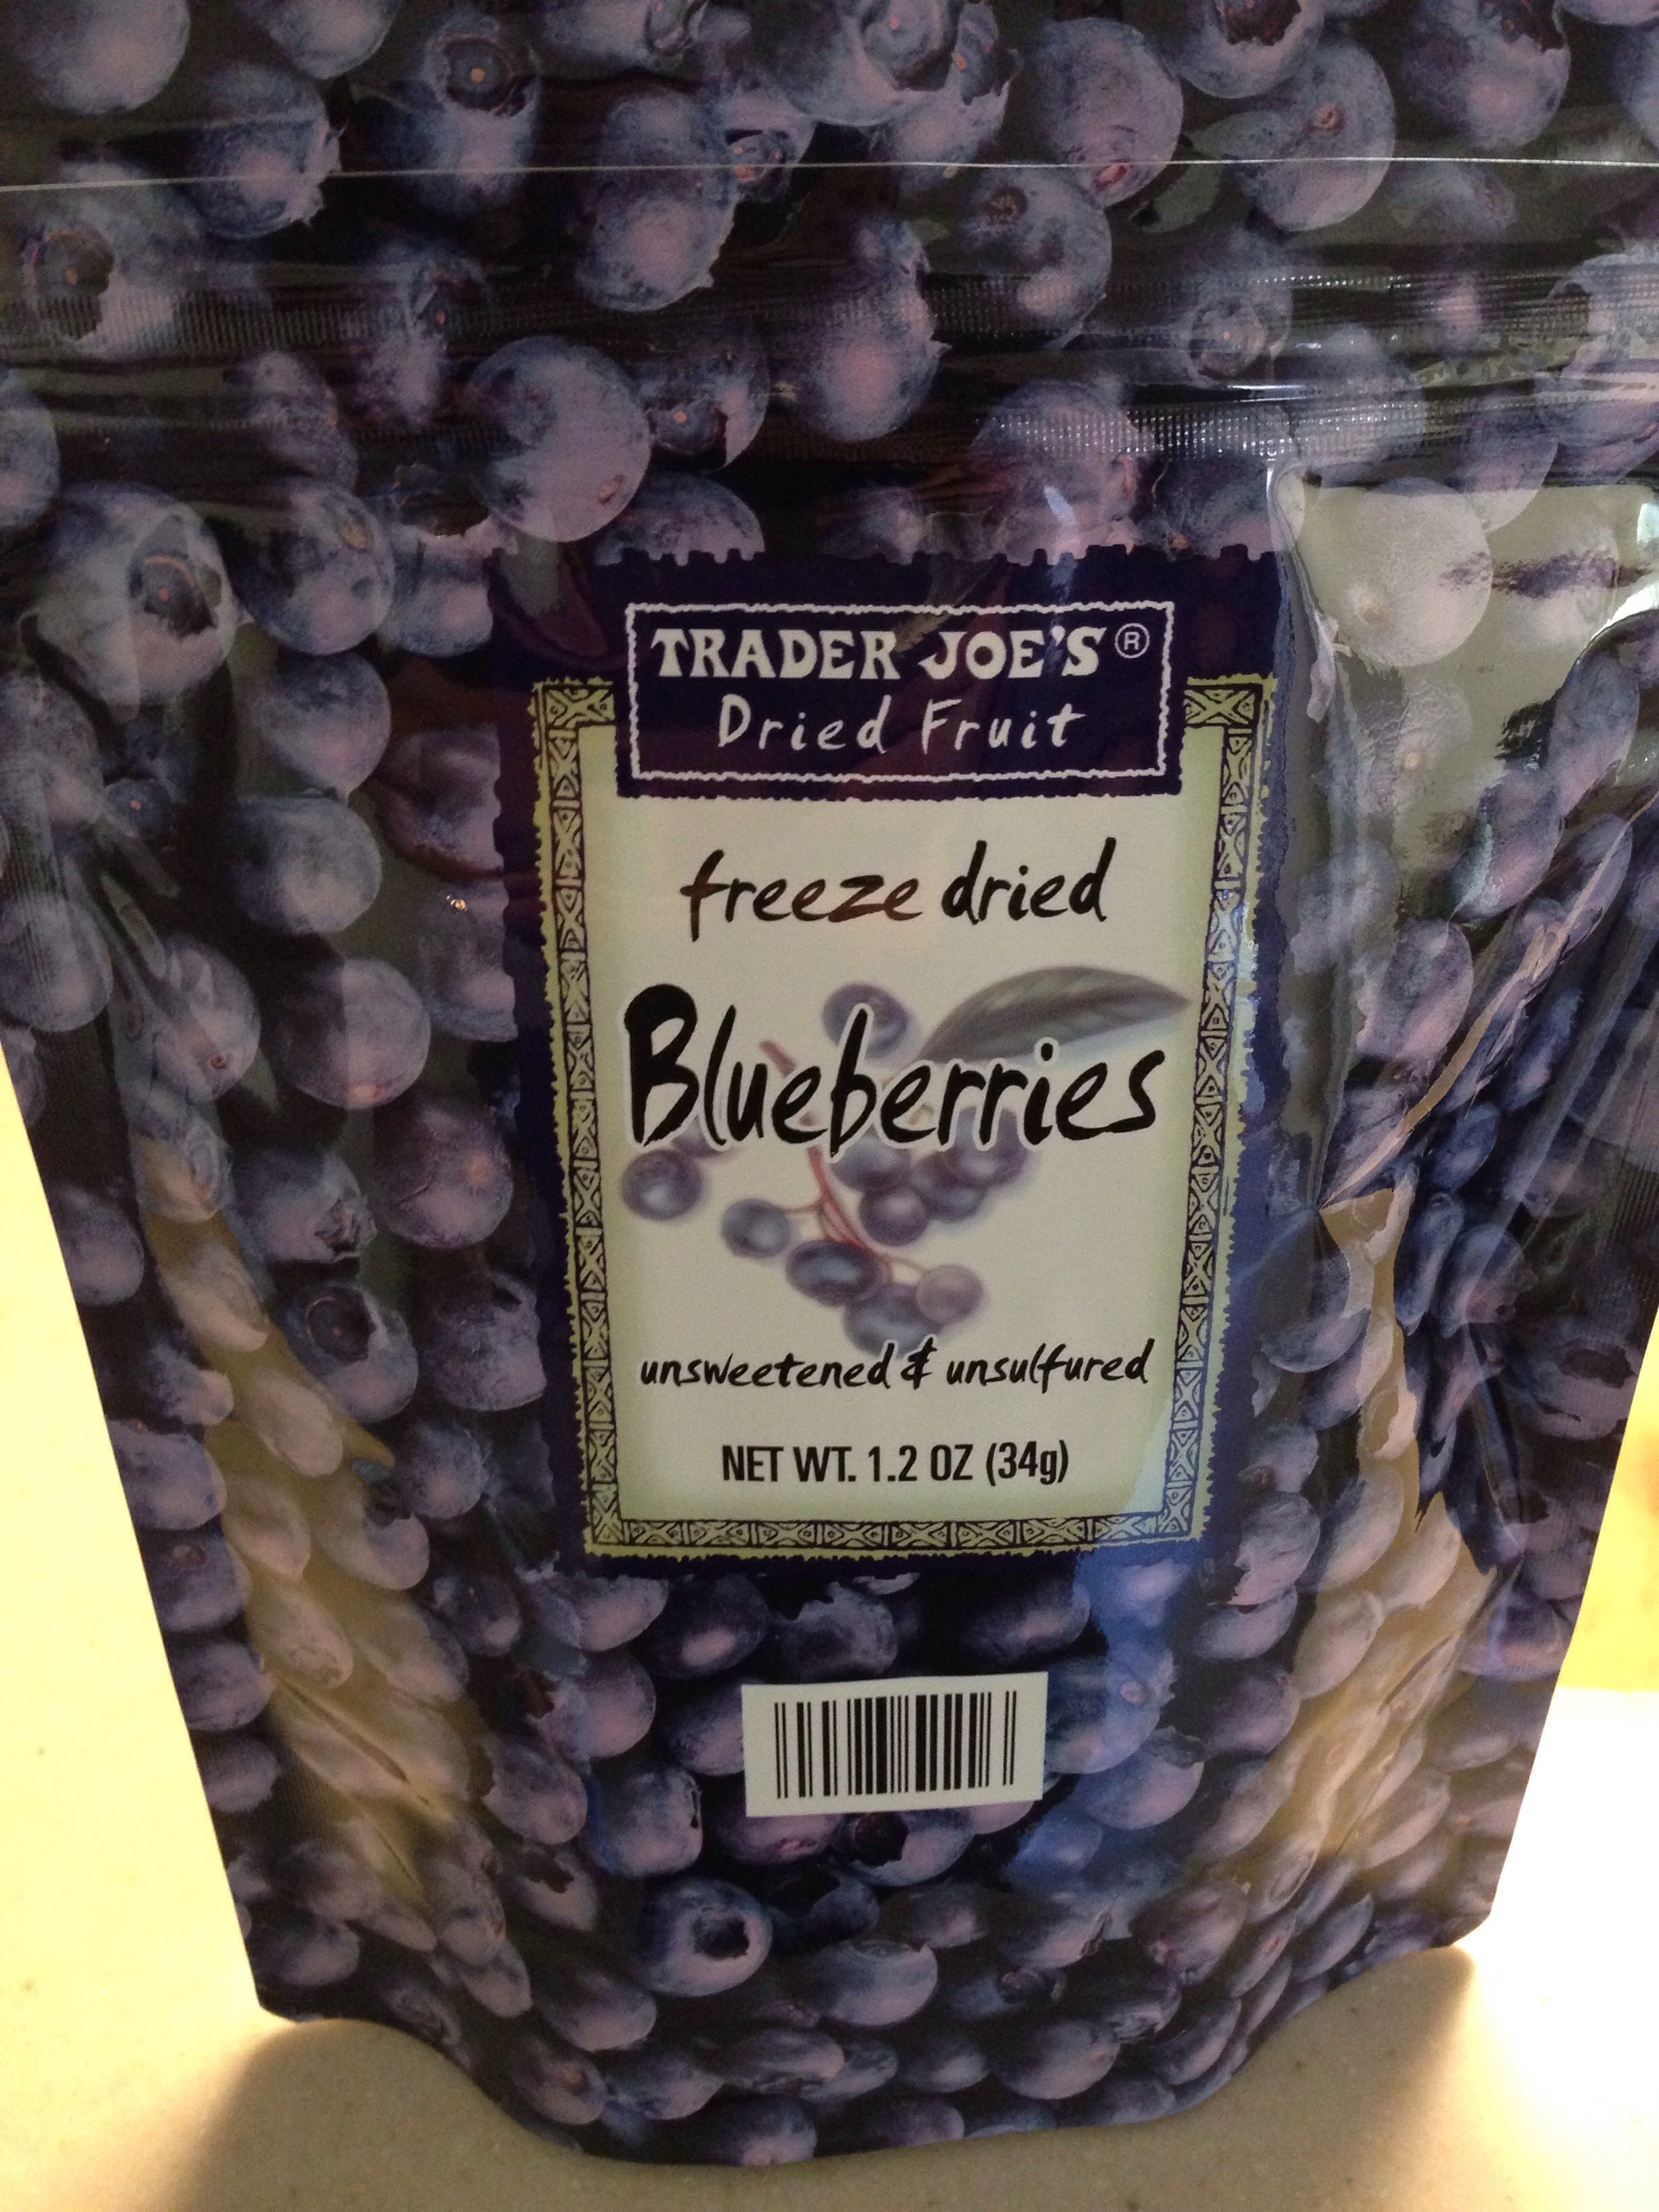 TRADER JOE'S®
Dried Fruit
freeze dried
Blueberries
unsweetened & unsulfured
NET WT. 1.2 OZ (34g)